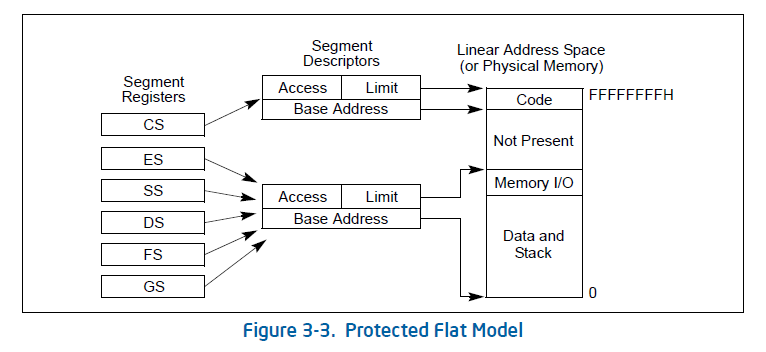 Segment
Registers
CS
ES
SS
DS
FS
GS
Segment
Descriptors
Access
Limit
Base Address
Access
Limit
Base Address
Linear Address Space
(or Physical Memory)
Code
FFFFFFFFH
Not Present
Memory I/O
Data and
Stack
0
Figure 3-3. Protected Flat Model